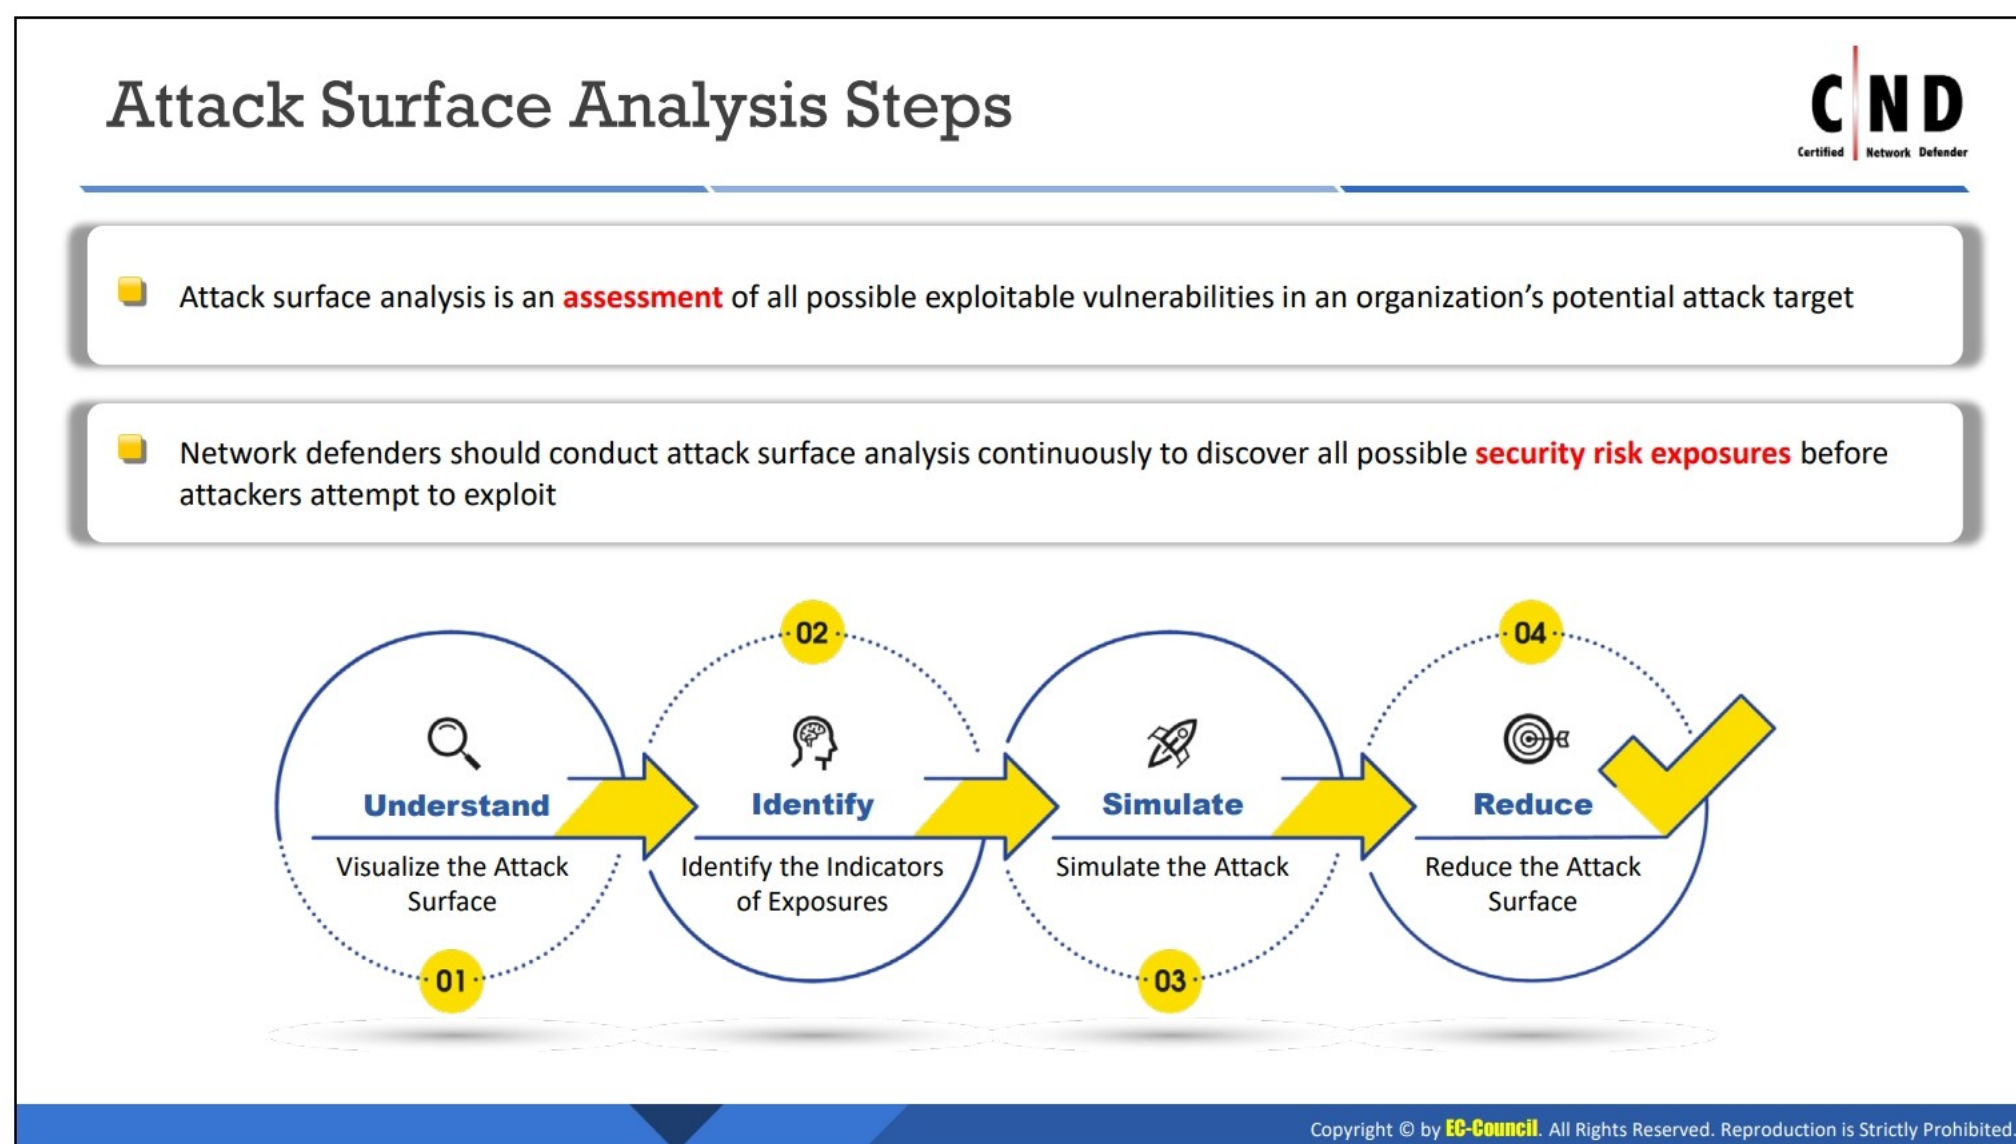 Attack Surface Analysis Steps
C|ND
Certified Network Defender
Attack surface analysis is an assessment of all possible exploitable vulnerabilities in an organization’s potential attack target
Network defenders should conduct attack surface analysis continuously to discover all possible security risk exposures before
attackers attempt to exploit
01
Understand
Visualize the Attack
Surface
02
Identify
Identify the Indicators
of Exposures
03
Simulate
Simulate the Attack
04
Reduce
Reduce the Attack
Surface
Copyright © by EC-Council. All Rights Reserved. Reproduction is Strictly Prohibited